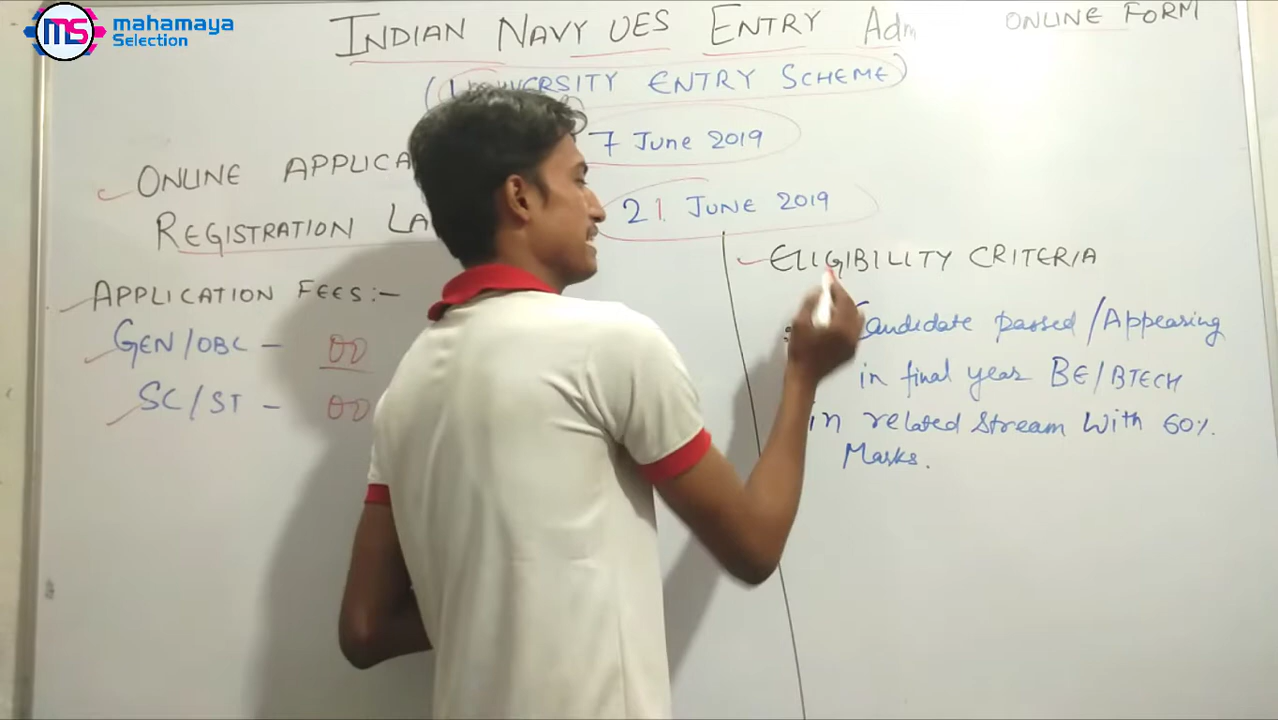 MS mahamaya
Selection
INDIAN NAVY UES ENTRY Adm ONLINE FORM
(UNIVERSITY ENTRY SCHEME)
ONLINE APPLICA 7 June 2019
REGISTRATION LA 21 JUNE 2019
APPLICATION FEES:-
GEN/OBC - 00
SC/ST - 00
ELIGIBILITY CRITERIA
Candidate passed/Appearing
in final year BE/BTECH
in related Stream With 60%
Marks.